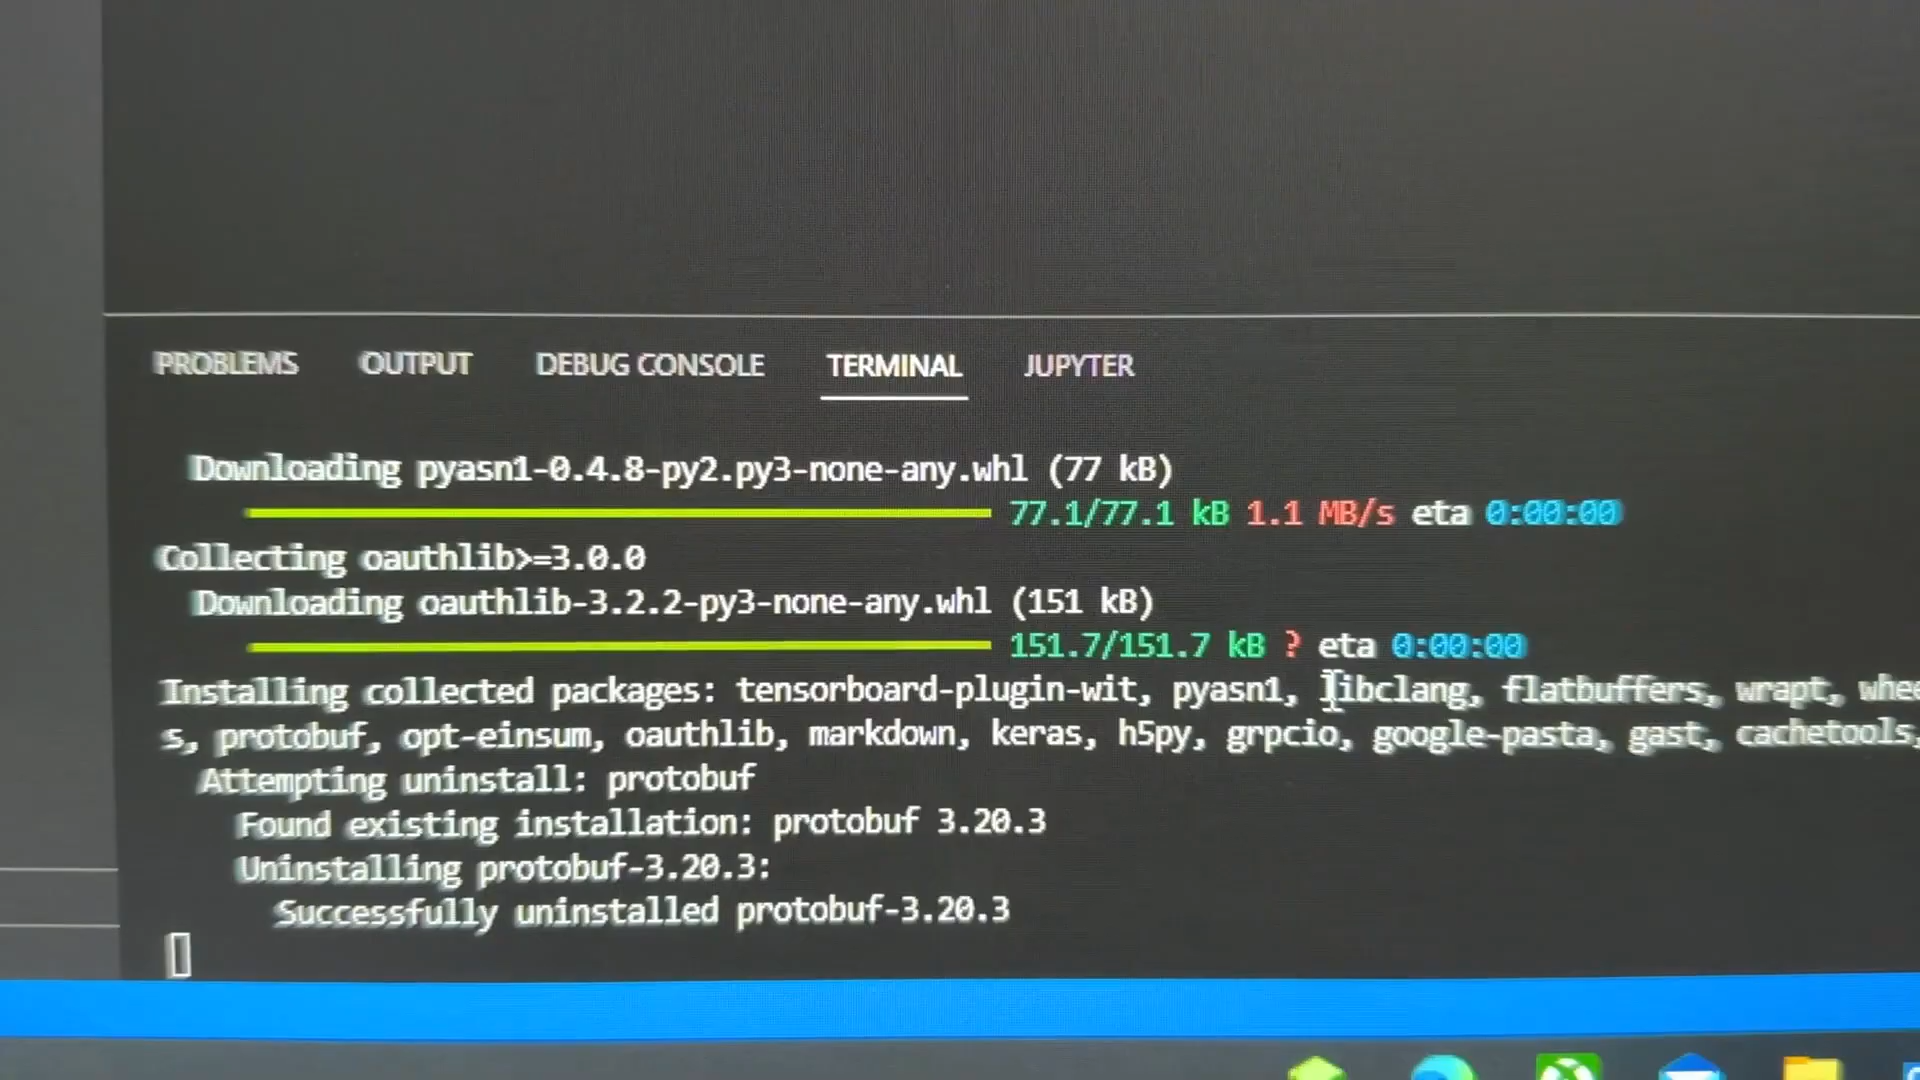 PROBLEMS OUTPUT DEBUG CONSOLE TERMINAL JUPYTER
Downloading pyasn1-0.4.8-py2.py3-none-any.whl (77 kB)
77.1/77.1 kB 1.1 MB/s eta 0:00:00
Collecting oauthlib>=3.0.0
Downloading oauthlib-3.2.2-py3-none-any.whl (151 kB)
151.7/151.7 kB ? eta 0:00:00
Installing collected packages: tensorboard-plugin-wit, pyasn1, libclang, flatbuffers, wrapt,
s, protobuf, opt-einsum, oauthlib, markdown, keras, h5py, grpcio, google-pasta, gast, cachetools,
Attempting uninstall: protobuf
Found existing installation: protobuf 3.20.3
Uninstalling protobuf-3.20.3:
Successfully uninstalled protobuf-3.20.3